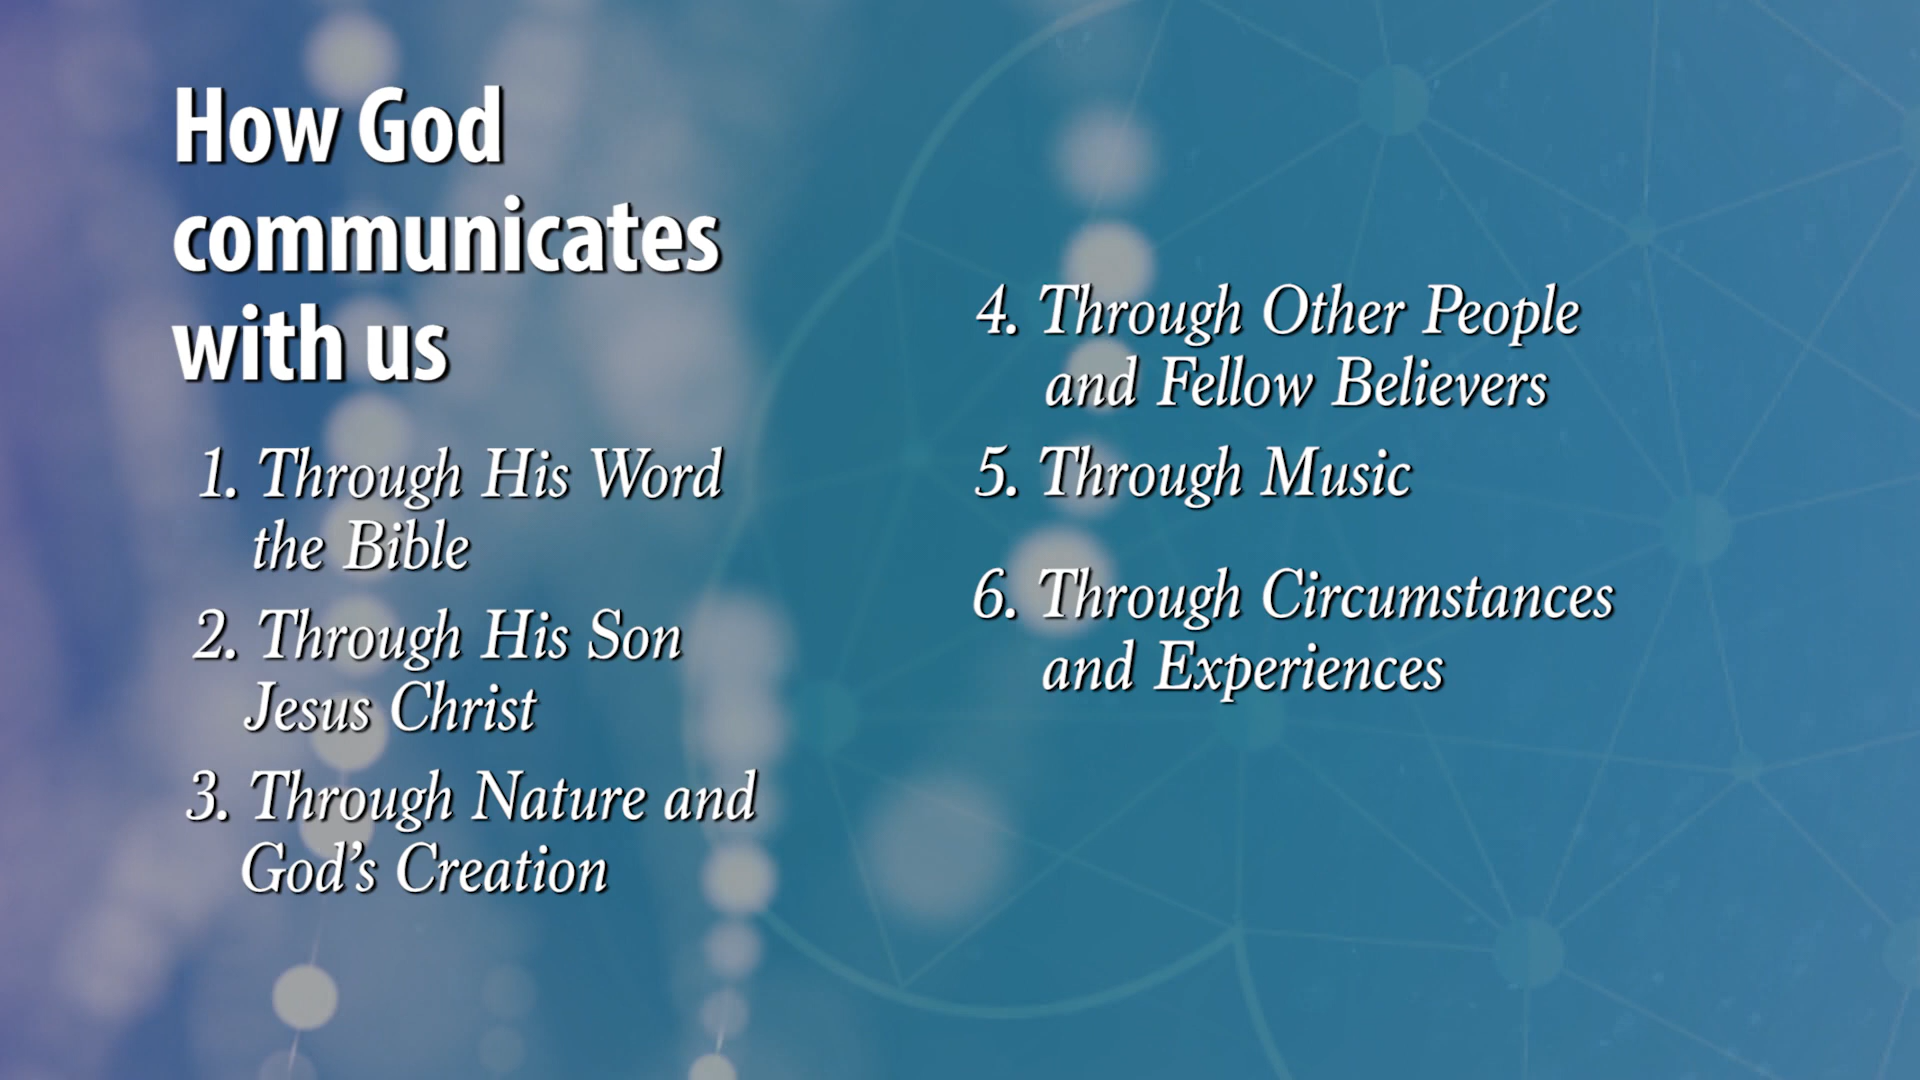 How God
communicates
with us
1. Through His Word
the Bible
2. Through His Son
Jesus Christ
3. Through Nature and
God’s Creation
4. Through Other People
and Fellow Believers
5. Through Music
6. Through Circumstances
and Experiences